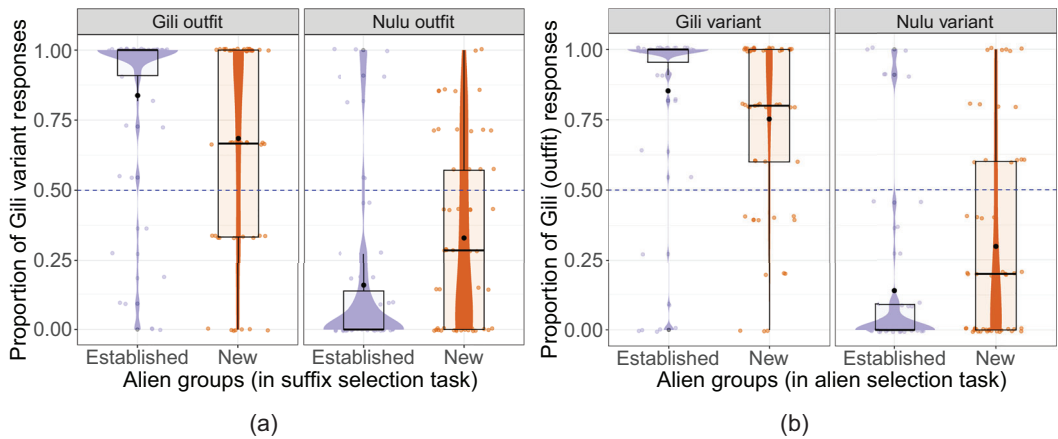 Gili outfit
Nulu outfit
Proportion of Gili variant responses
1.00
0.75
0.50
0.25
0.00
Established
New
Established
New
Alien groups (in suffix selection task)
(a)
Gili variant
Nulu variant
Proportion of Gili (outfit) responses
1.00
0.75
0.50
0.25
0.00
Established
New
Established
New
Alien groups (in alien selection task)
(b)